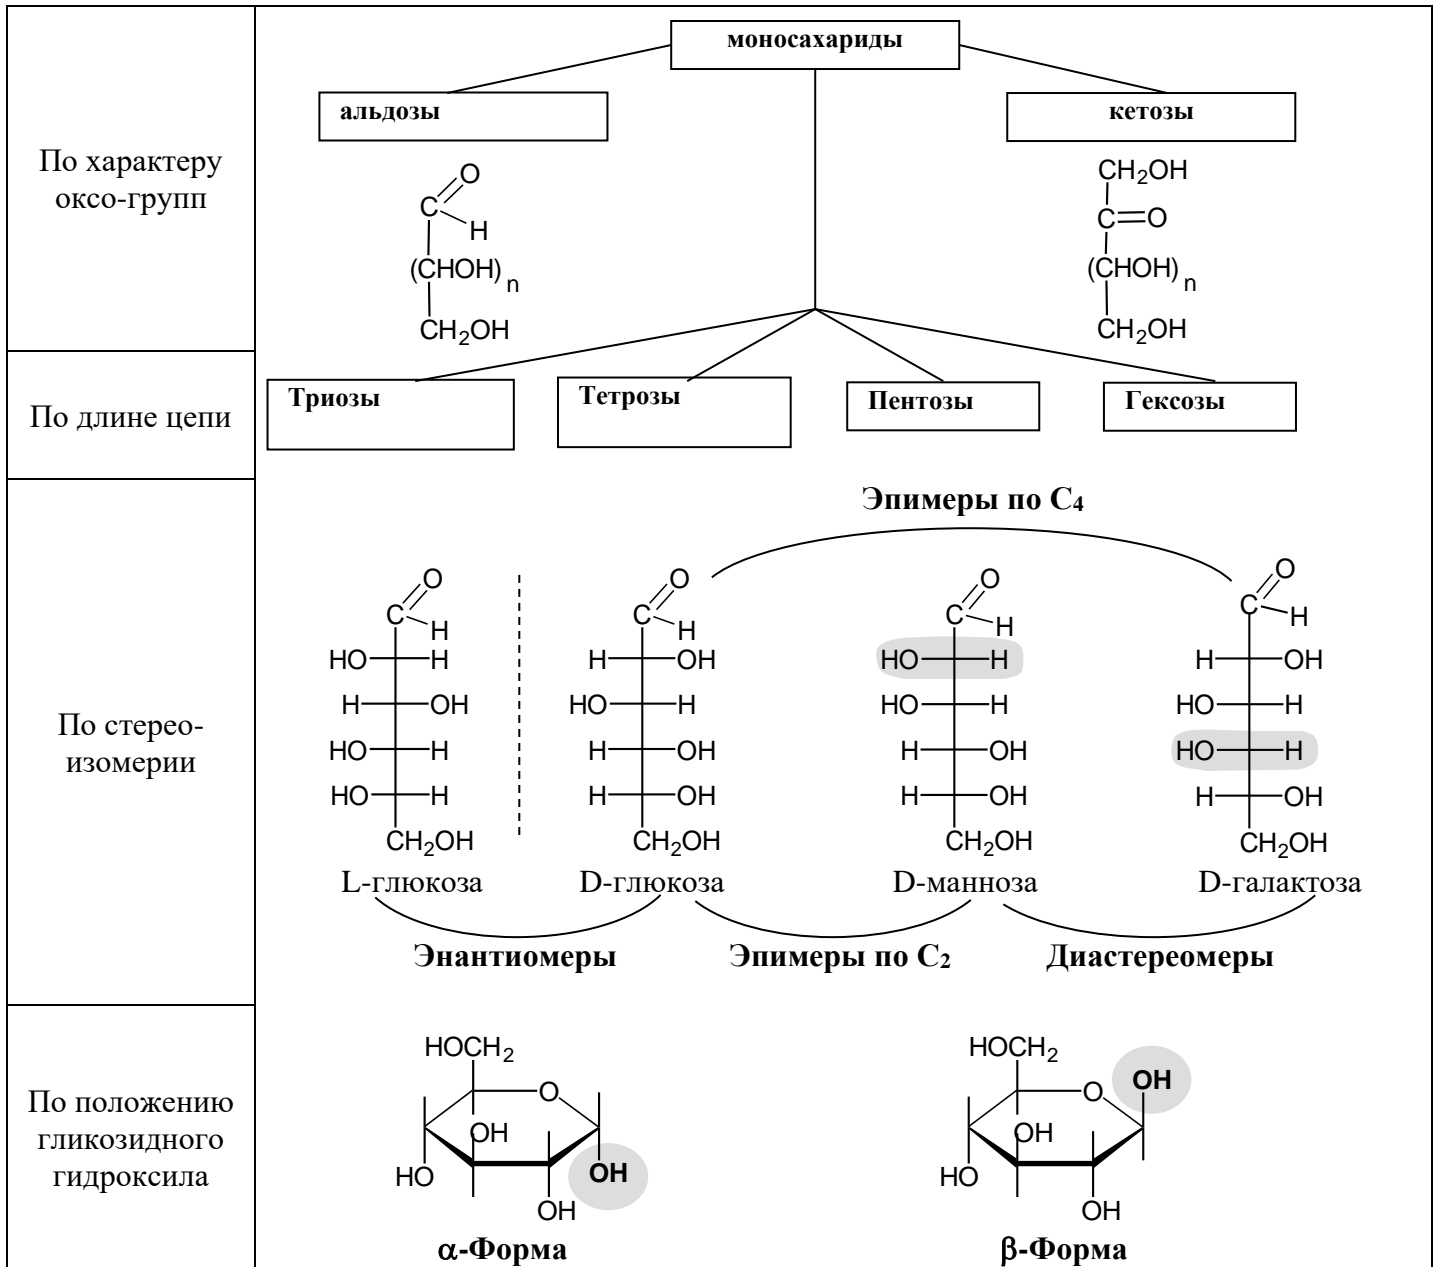 По характеру
оксо-групп
моносахариды
альдозы
кетозы
O
C
H
(CHOH)n
CH2OH
CH2OH
C=O
(CHOH)n
CH2OH
По длине цепи
Триозы
Тетрозы
Пентозы
Гексозы
По стерео-
изомерии
Эпимеры по C4
O
C
H
HO H
H OH
HO H
HO H
CH2OH
L-глюкоза
O
C
H
H OH
HO H
H OH
H OH
CH2OH
D-глюкоза
O
C
H
HO H
HO H
H OH
H OH
CH2OH
D-манноза
O
C
H
H OH
HO H
HO H
H OH
CH2OH
D-галактоза
Энантиомеры
Эпимеры по C2
Диастереомеры
По положению
гликозидного
гидроксила
HOCH2
O
OH
HO
OH
OH
α-Форма
HOCH2
OH
O
OH
HO
OH
β-Форма